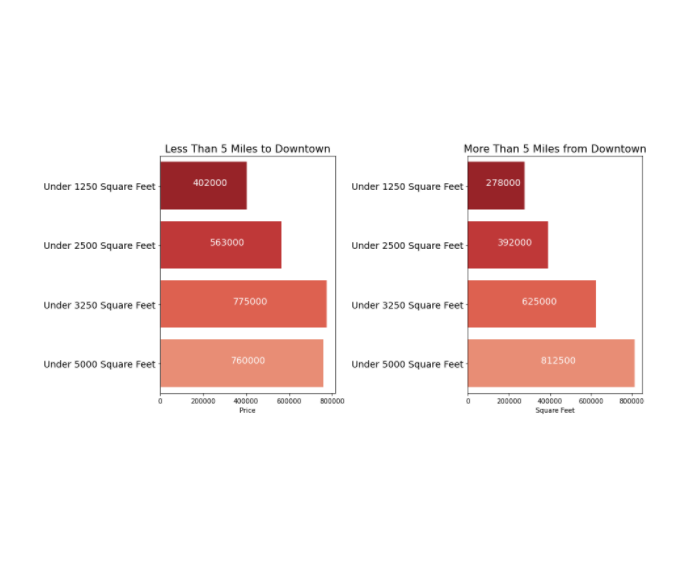 Less Than 5 Miles to Downtown
Under 1250 Square Feet
402000
Under 2500 Square Feet
563000
Under 3250 Square Feet
775000
Under 5000 Square Feet
760000
0 200000 400000 600000 800000
Price
More Than 5 Miles from Downtown
Under 1250 Square Feet
278000
Under 2500 Square Feet
392000
Under 3250 Square Feet
625000
Under 5000 Square Feet
812500
0 200000 400000 600000 800000
Square Feet